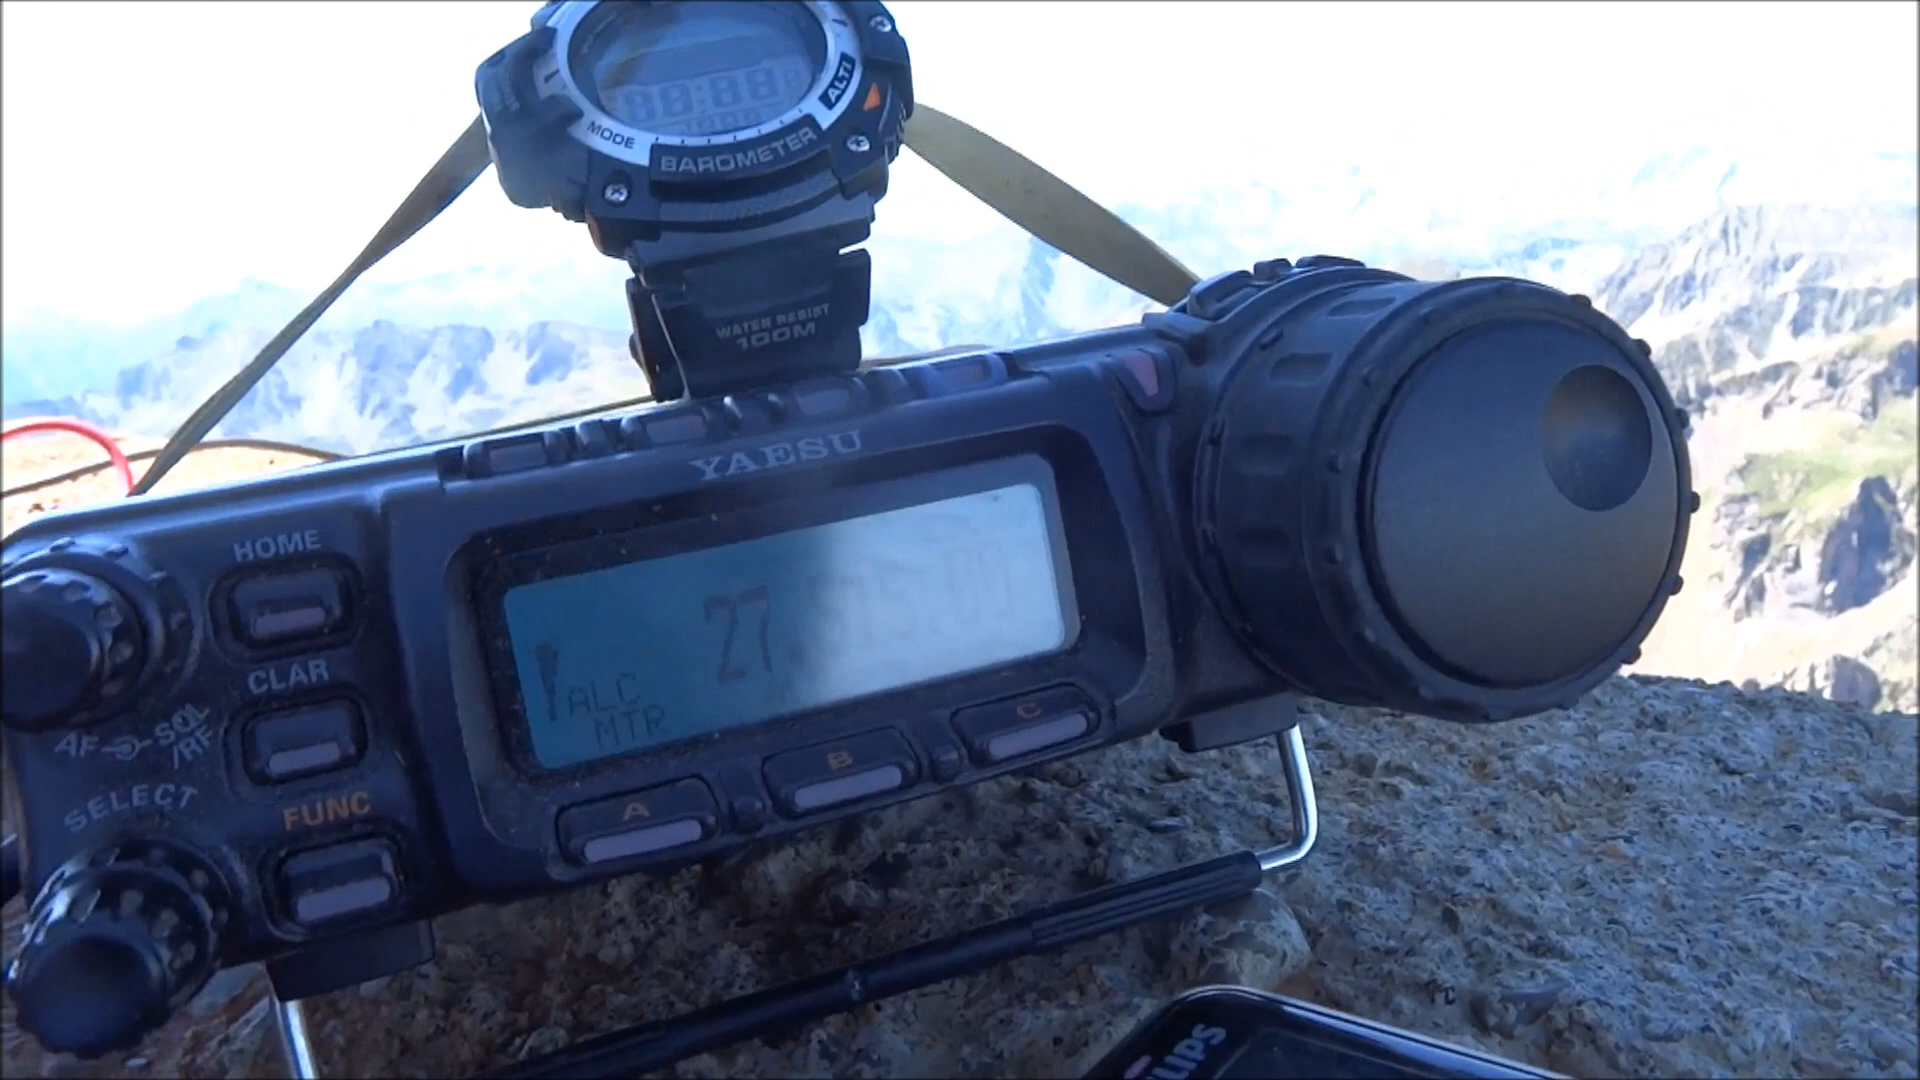 ALTI
MODE
BAROMETER
WATER RESIST
100M
YAESU
HOME
27
CLAR
ALC
MTR
AF
SQL
/RF
SELECT
FUNC
A
B
C